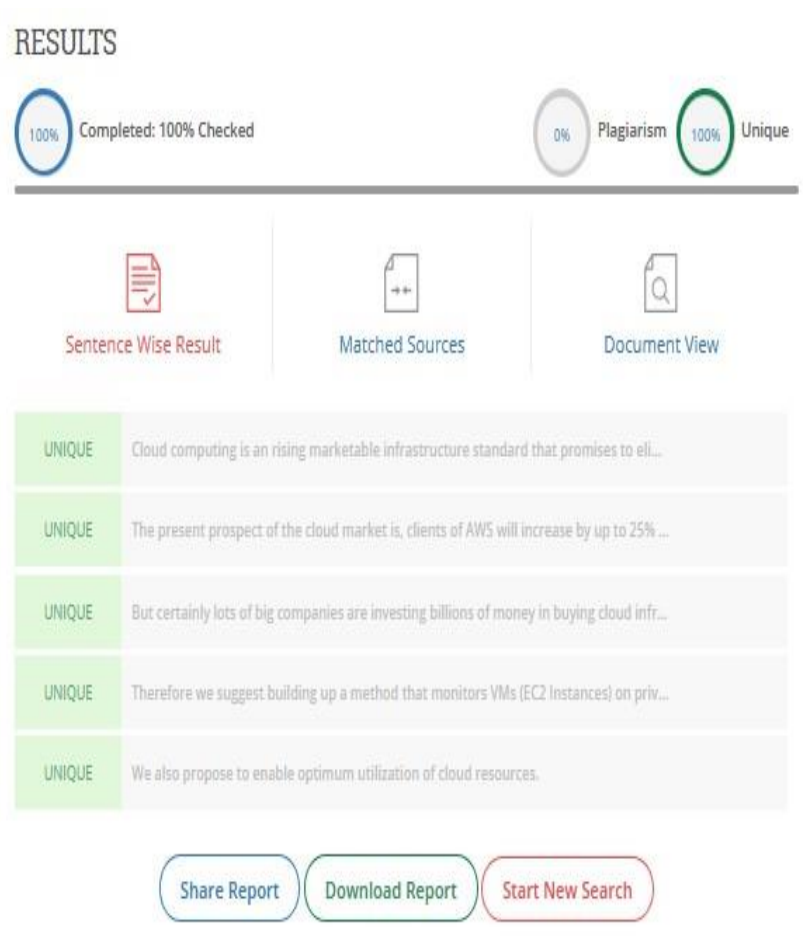 RESULTS
100% Completed: 100% Checked 0% Plagiarism 100% Unique
Sentence Wise Result Matched Sources Document View
UNIQUE Cloud computing is an rising marketable infrastructure standard that promises to eli...
UNIQUE The present prospect of the cloud market is, clients of AWS will increase by up to 25% ...
UNIQUE But certainly lots of big companies are investing billions of money in buying cloud infr...
UNIQUE Therefore we suggest building up a method that monitors VMs (EC2 Instances) on priv...
UNIQUE We also propose to enable optimum utilization of cloud resources.
Share Report Download Report Start New Search